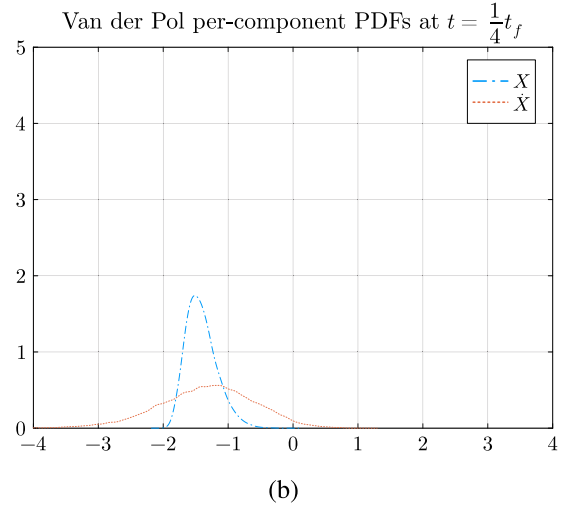 Van der Pol per-component PDFs at $t = \frac{1}{4}t_f$
5
4
3
2
1
0
X
Ẋ
−4 −3 −2 −1 0 1 2 3 4
(b)